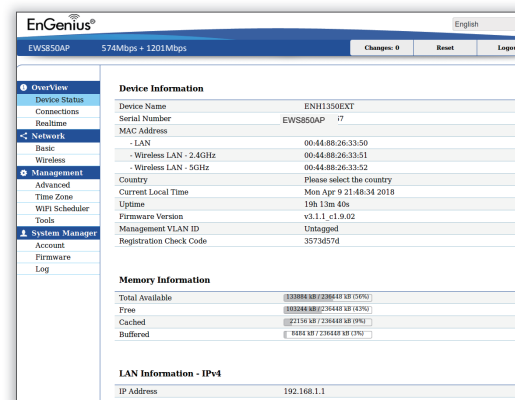 EnGenius®
English
EWS850AP 574Mbps + 1201Mbps Changes: 0 Reset Logou
OverView
Device Status
Connections
Realtime
Network
Basic
Wireless
Management
Advanced
Time Zone
WiFi Scheduler
Tools
System Manager
Account
Firmware
Log
Device Information
Device Name ENH1350EXT
Serial Number EWS850AP 57
MAC Address
- LAN 00:44:88:26:33:50
- Wireless LAN - 2.4GHz 00:44:88:26:33:51
- Wireless LAN - 5GHz 00:44:88:26:33:52
Country Please select the country
Current Local Time Mon Apr 9 21:48:34 2018
Uptime 19h 13m 40s
Firmware Version v3.1.1_c1.9.02
Management VLAN ID Untagged
Registration Check Code 3573d57d
Memory Information
Total Available 133884 kB / 236448 kB (56%)
Free 103244 kB / 236448 kB (43%)
Cached 22156 kB / 236448 kB (9%)
Buffered 8484 kB / 236448 kB (3%)
LAN Information - IPv4
IP Address 192.168.1.1